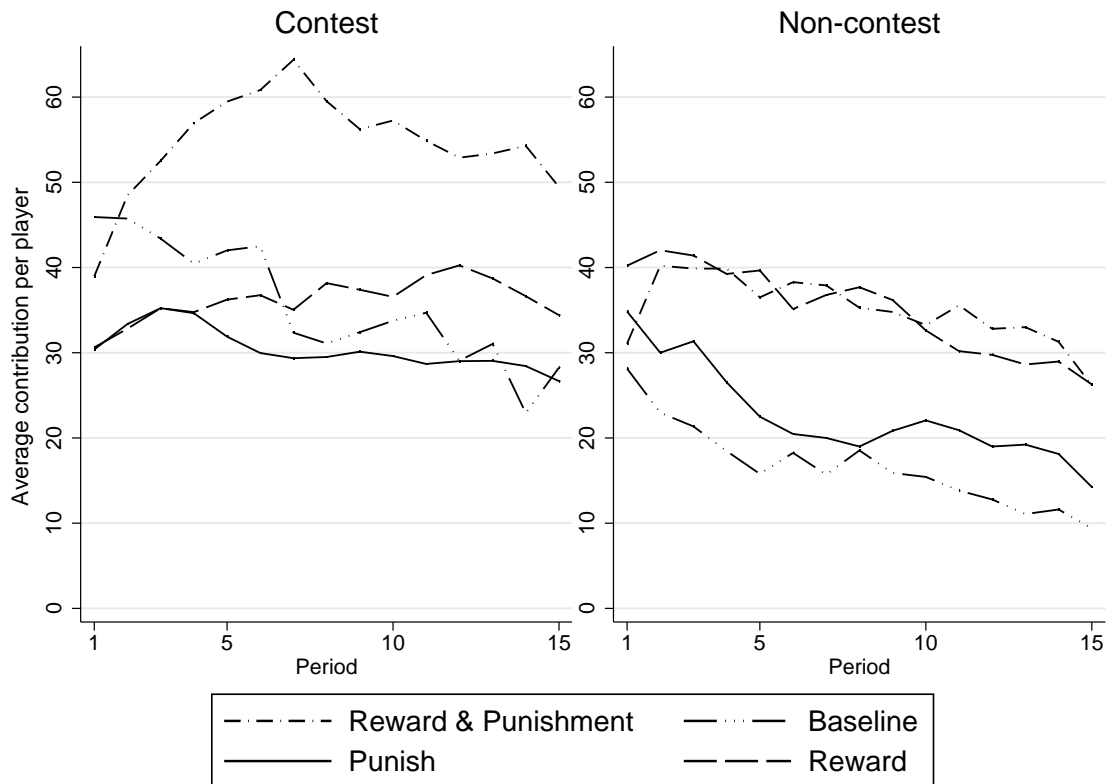 Contest
Non-contest
Average contribution per player
60
50
40
30
20
10
0
1 5 10 15
Period
60
50
40
30
20
10
0
1 5 10 15
Period
Reward & Punishment
Baseline
Punish
Reward